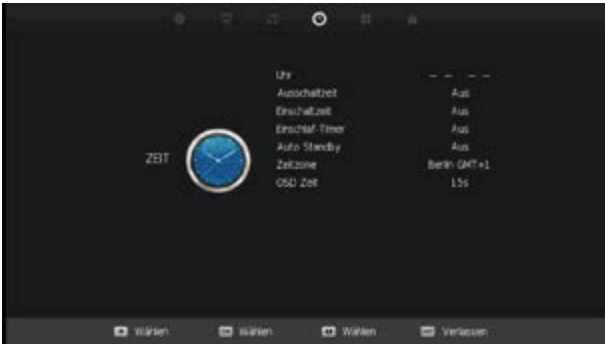 Uhr -- --
Ausschaltzeit Aus
Einschaltzeit Aus
Einschlaf-Timer Aus
Auto Standby Aus
ZEIT
Zeitzone Berlin GMT+1
OSD Zeit 15s
Wählen Wählen Wählen Verlassen